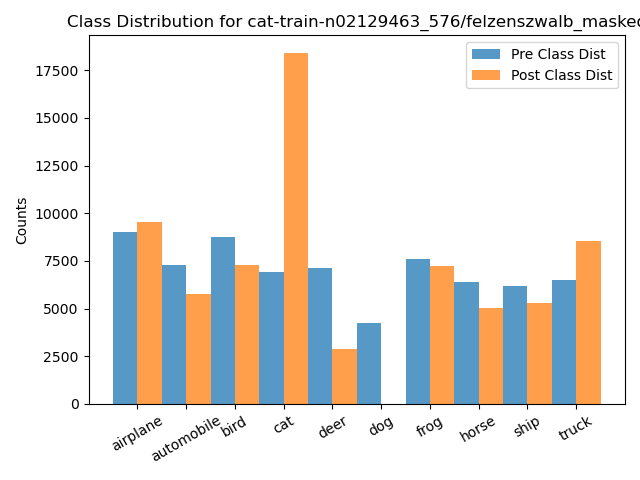 Class Distribution for cat-train-n02129463_576/felzenszwalb_masked
Pre Class Dist
Post Class Dist
Counts
17500
15000
12500
10000
7500
5000
2500
0
airplane
automobile
bird
cat
deer
dog
frog
horse
ship
truck